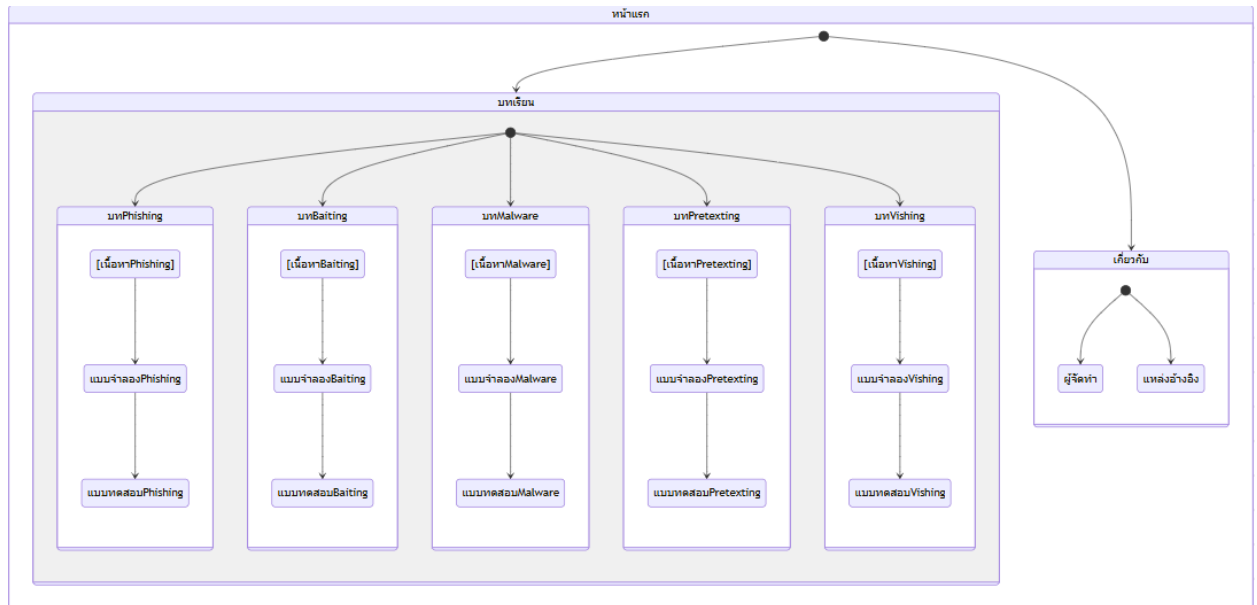 หน้าแรก
บทเรียน
บทPhishing
บทBaiting
บทMalware
บทPretexting
บทVishing
[เนื้อหาPhishing]
[เนื้อหาBaiting]
[เนื้อหาMalware]
[เนื้อหาPretexting]
[เนื้อหาVishing]
เกี่ยวกับ
แบบจำลองPhishing
แบบจำลองBaiting
แบบจำลองMalware
แบบจำลองPretexting
แบบจำลองVishing
ผู้จัดทำ
แหล่งอ้างอิง
แบบทดสอบPhishing
แบบทดสอบBaiting
แบบทดสอบMalware
แบบทดสอบPretexting
แบบทดสอบVishing